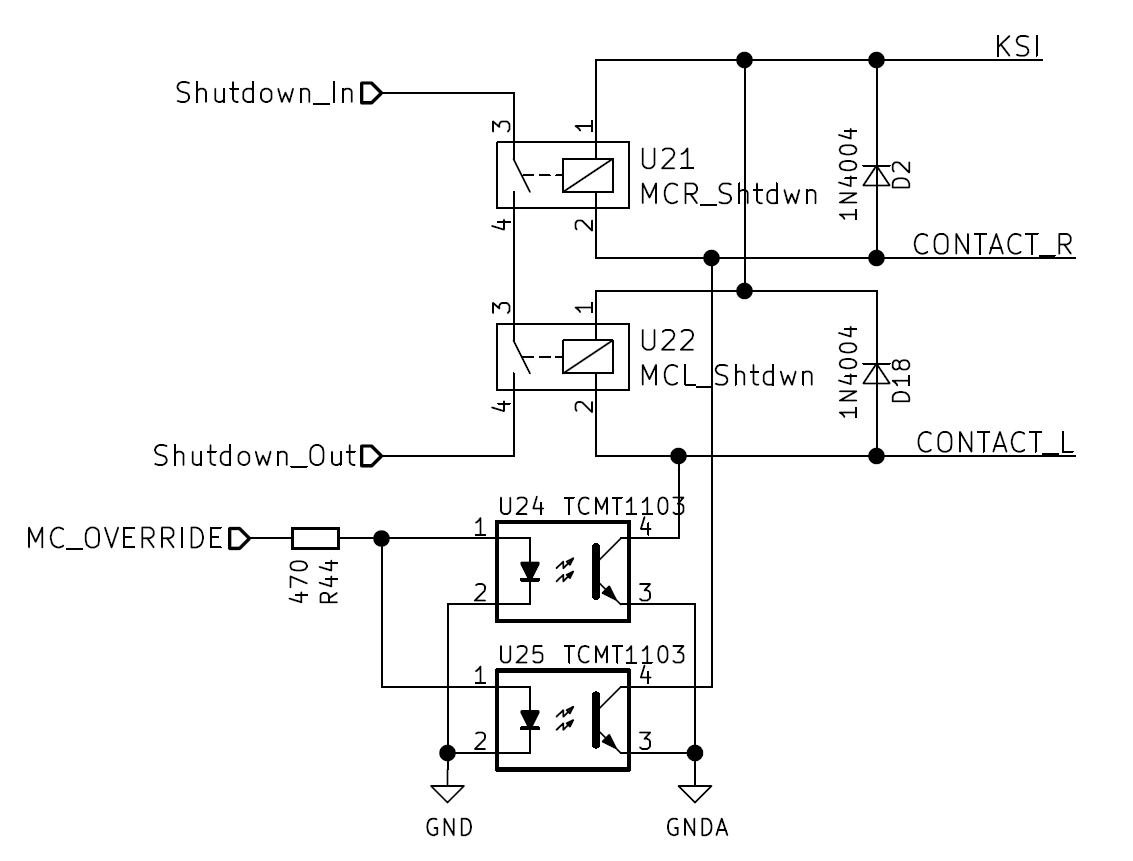 KSI
Shutdown_In
3
1
U21
MCR_Shtdwn
1N4004
D2
4
2
CONTACT_R
3
1
U22
MCL_Shtdwn
1N4004
D18
4
2
CONTACT_L
Shutdown_Out
U24 TCMT1103
1
4
MC_OVERRIDE
470
R44
2
3
U25 TCMT1103
1
4
2
3
GND
GNDA